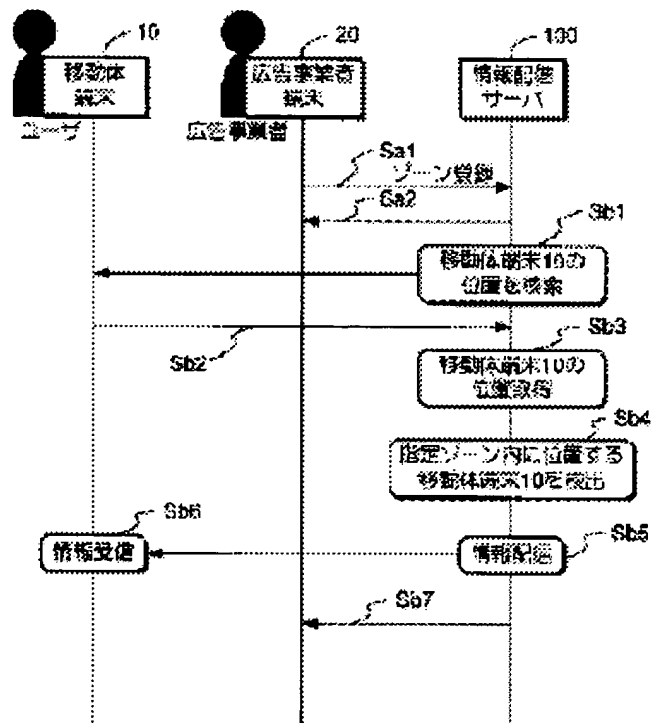 10
20
100
移動体
端末
広告事業者
端末
情報配信
サーバ
ユーザ
広告事業者
Sa1
ゾーン登録
Sa2
Sb1
移動体端末10の
位置を検索
Sb2
Sb3
移動体端末10の
位置取得
Sb4
指定ゾーン内に位置する
移動体端末10を検出
Sb6
情報受信
情報配信
Sb5
Sb7